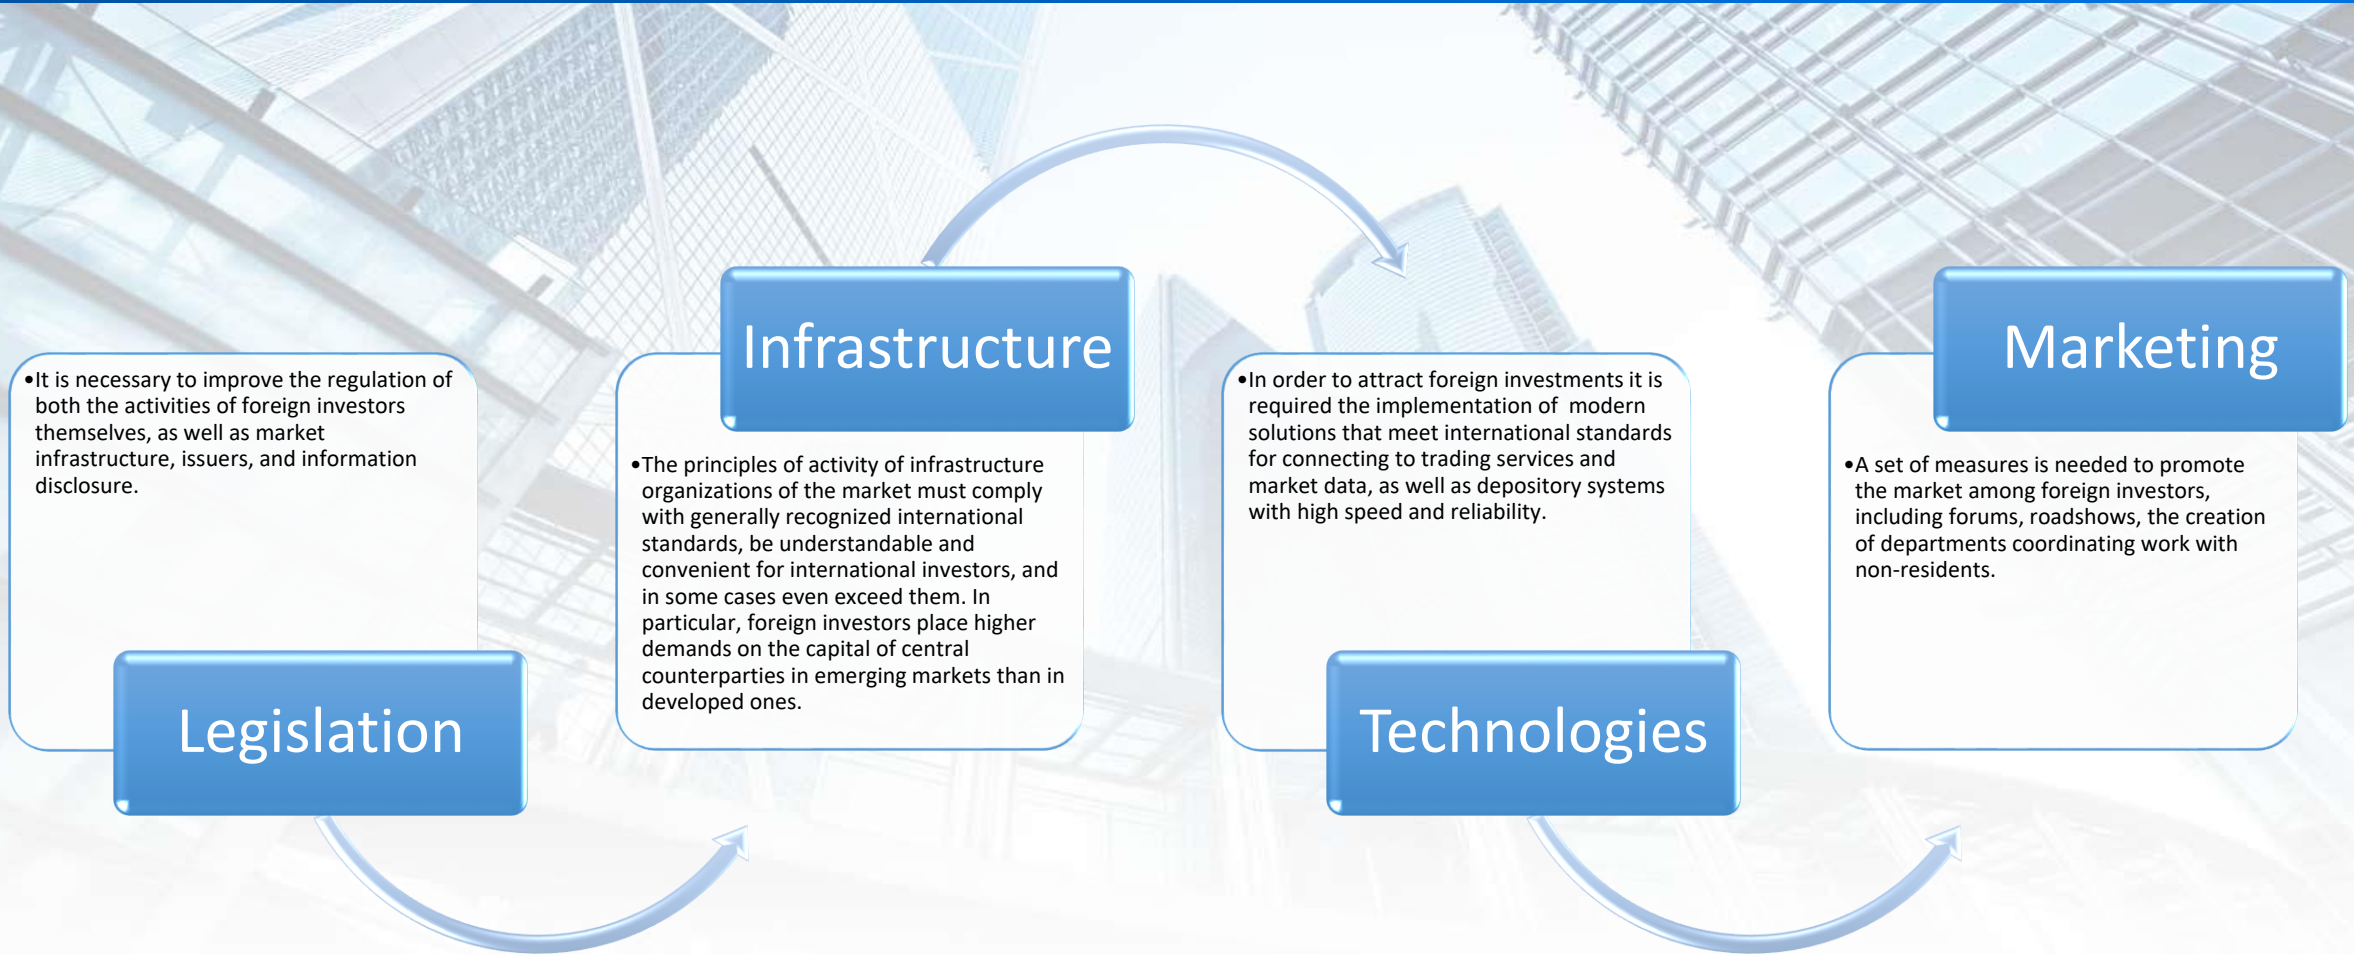 •It is necessary to improve the regulation of
both the activities of foreign investors
themselves, as well as market
infrastructure, issuers, and information
disclosure.
Legislation
Infrastructure
•The principles of activity of infrastructure
organizations of the market must comply
with generally recognized international
standards, be understandable and
convenient for international investors, and
in some cases even exceed them. In
particular, foreign investors place higher
demands on the capital of central
counterparties in emerging markets than in
developed ones.
•In order to attract foreign investments it is
required the implementation of  modern
solutions that meet international standards
for connecting to trading services and
market data, as well as depository systems
with high speed and reliability.
Technologies
Marketing
•A set of measures is needed to promote
the market among foreign investors,
including forums, roadshows, the creation
of departments coordinating work with
non-residents.